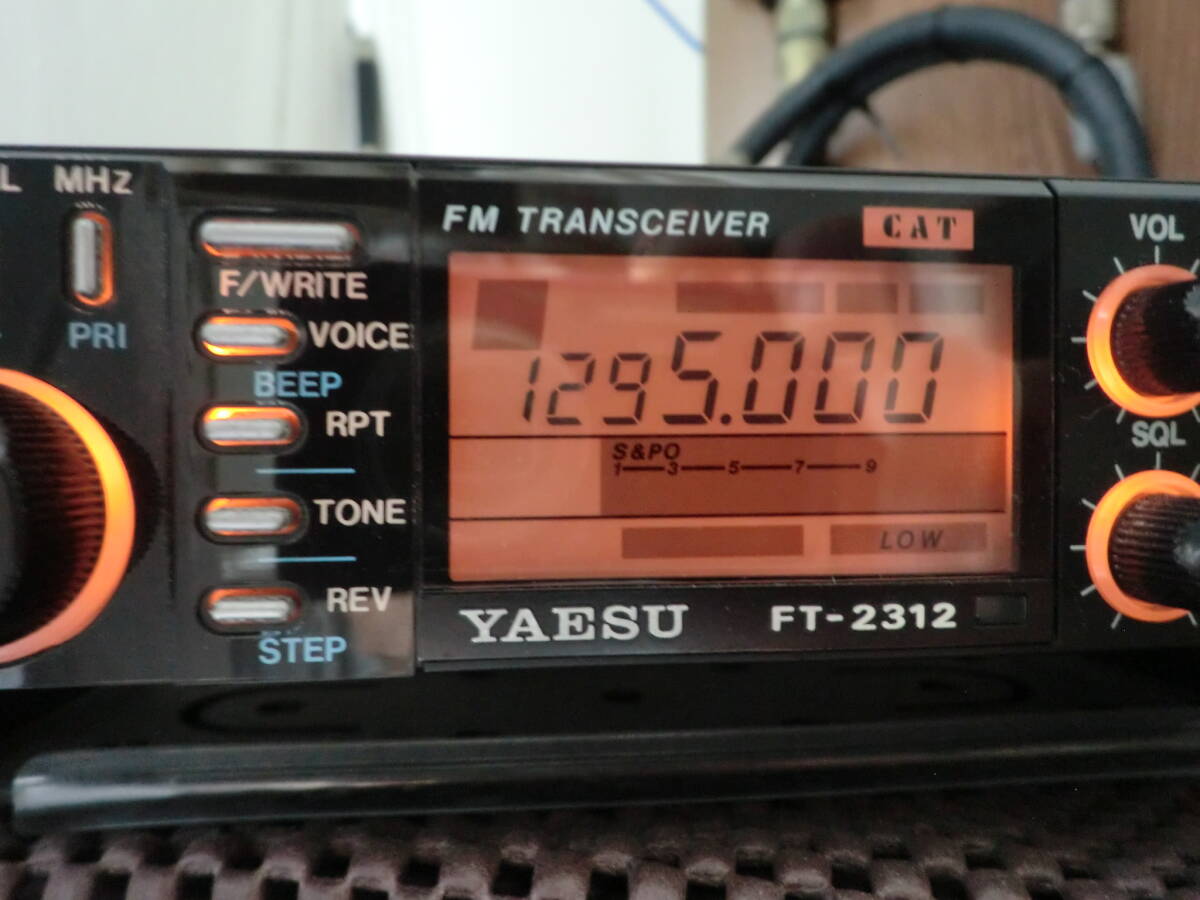 L MHz
PRI
F/WRITE
VOICE
BEEP
RPT
TONE
REV
STEP
FM TRANSCEIVER
CAT
1295.000
S&PO
1 3 5 7 9
LOW
YAESU FT-2312
VOL
SQL